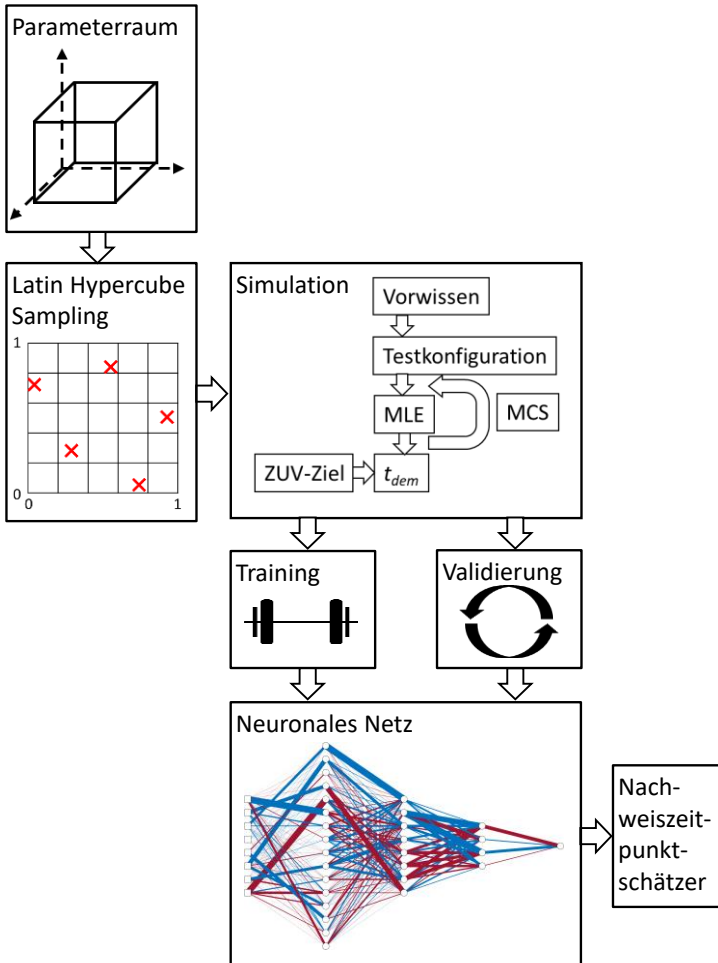 Parameterraum
Latin Hypercube
Sampling
1
0
0
1
Simulation
Vorwissen
Testkonfiguration
MLE
MCS
ZUV-Ziel
t_dem
Training
Validierung
Neuronales Netz
Nach-
weiszeit-
punkt-
schätzer